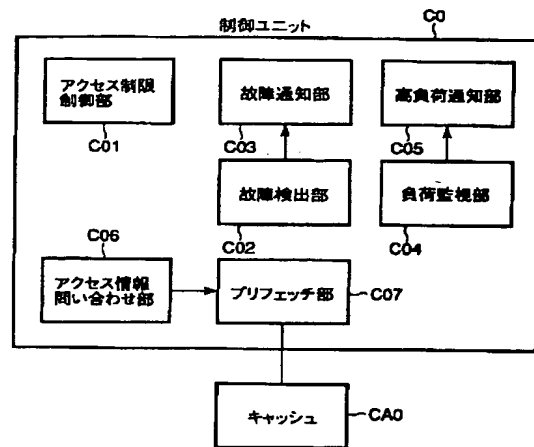 制御ユニット
C0
アクセス制限
制御部
C01
故障通知部
C03
高負荷通知部
C05
故障検出部
C02
負荷監視部
C04
C06
アクセス情報
問い合わせ部
プリフェッチ部
C07
キャッシュ
CA0